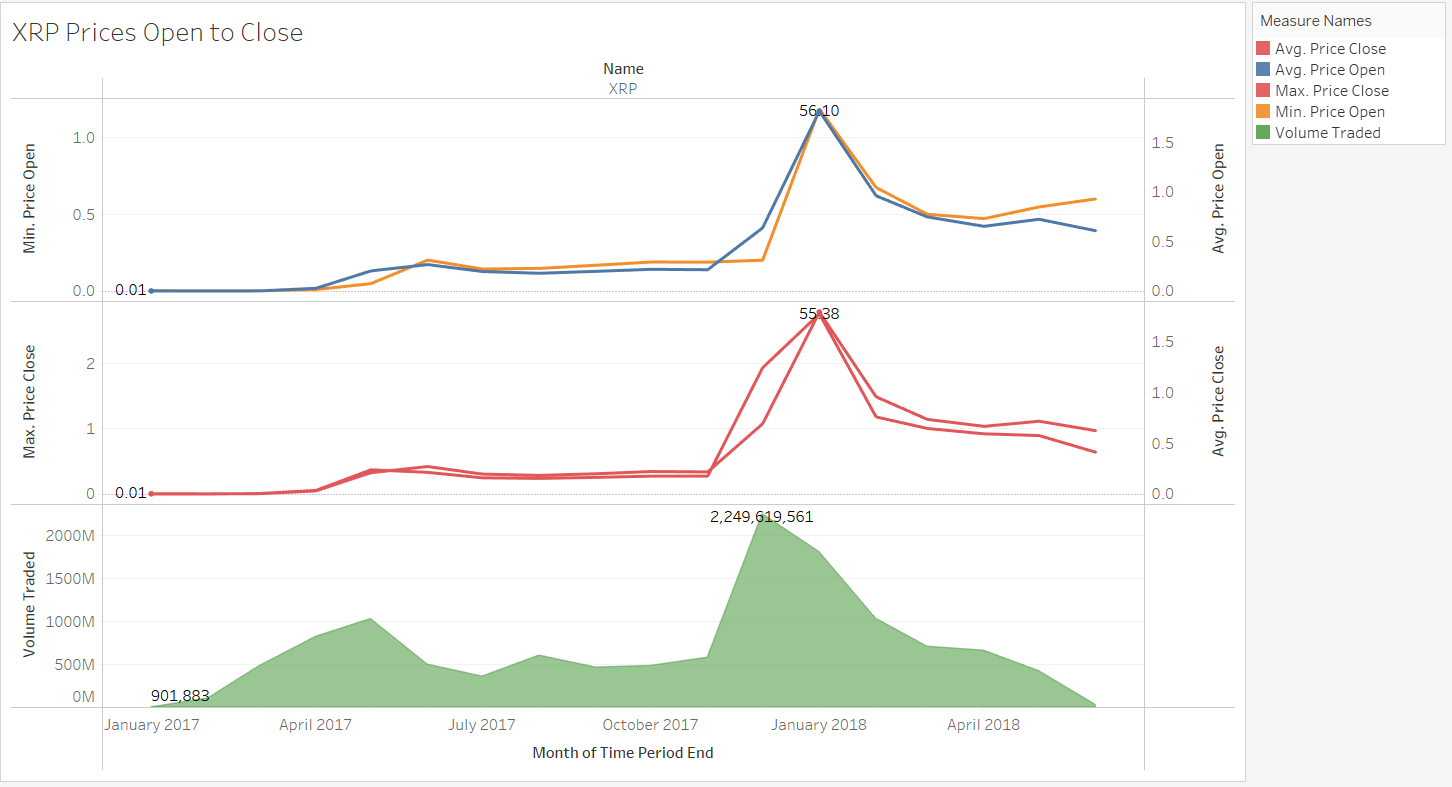 XRP Prices Open to Close
Name
XRP
Min. Price Open
1.0
0.5
0.0
56.10
0.01
1.5
1.0
0.5
0.0
Avg. Price Open
Max. Price Close
2
1
0
55.38
0.01
1.5
1.0
0.5
0.0
Avg. Price Close
Volume Traded
2000M
1500M
1000M
500M
0M
2,249,619,561
901,883
January 2017
April 2017
July 2017
October 2017
January 2018
April 2018
Month of Time Period End
Measure Names
Avg. Price Close
Avg. Price Open
Max. Price Close
Min. Price Open
Volume Traded